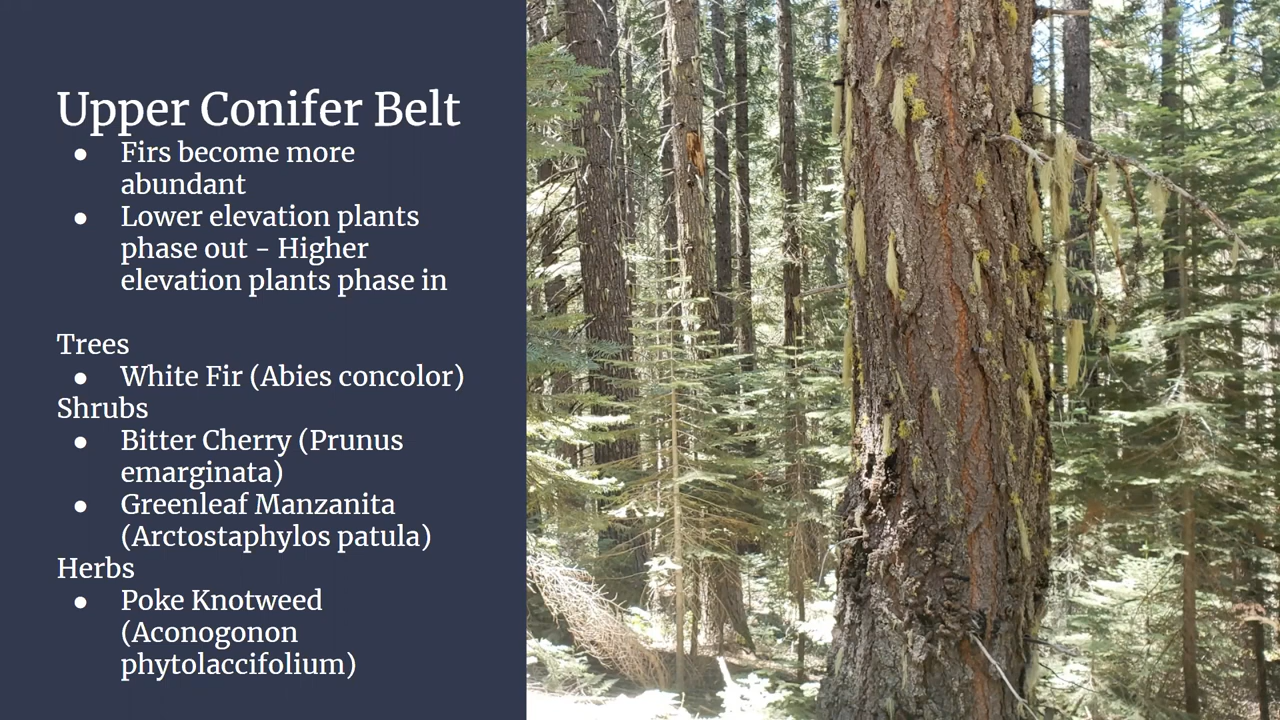 Upper Conifer Belt
● Firs become more
abundant
● Lower elevation plants
phase out - Higher
elevation plants phase in
Trees
● White Fir (Abies concolor)
Shrubs
● Bitter Cherry (Prunus
emarginata)
● Greenleaf Manzanita
(Arctostaphylos patula)
Herbs
● Poke Knotweed
(Aconogonon
phytolaccifolium)